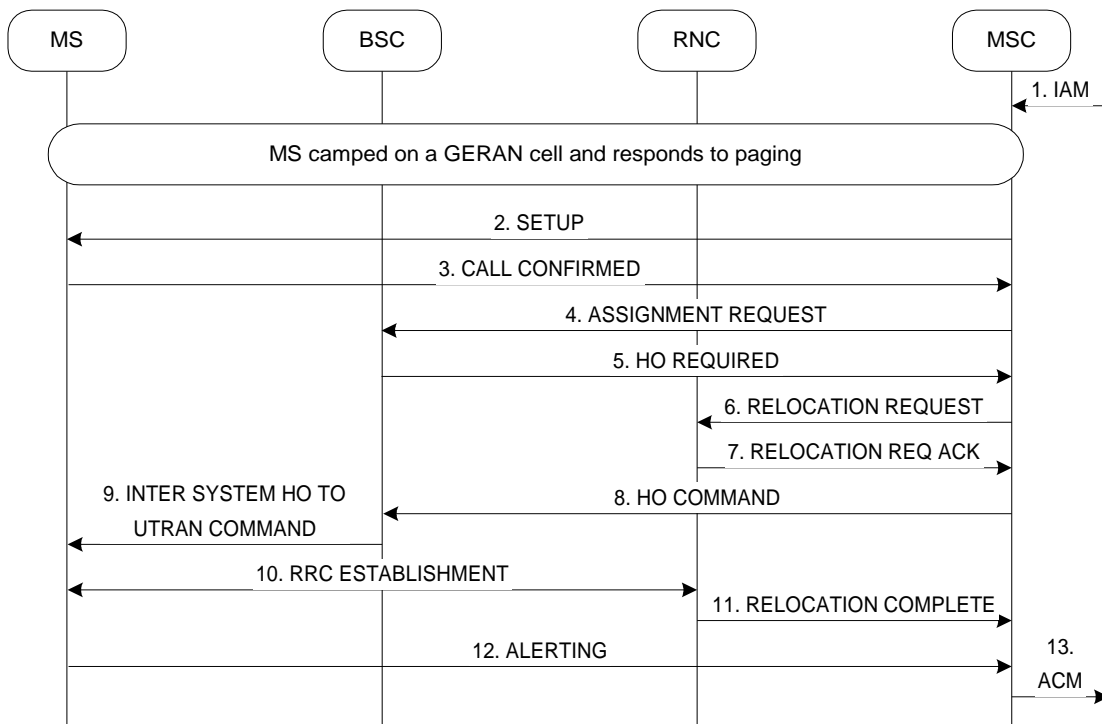 MS
BSC
RNC
MSC
1. IAM
MS camped on a GERAN cell and responds to paging
2. SETUP
3. CALL CONFIRMED
4. ASSIGNMENT REQUEST
5. HO REQUIRED
6. RELOCATION REQUEST
7. RELOCATION REQ ACK
8. HO COMMAND
9. INTER SYSTEM HO TO
UTRAN COMMAND
10. RRC ESTABLISHMENT
11. RELOCATION COMPLETE
12. ALERTING
13.
ACM